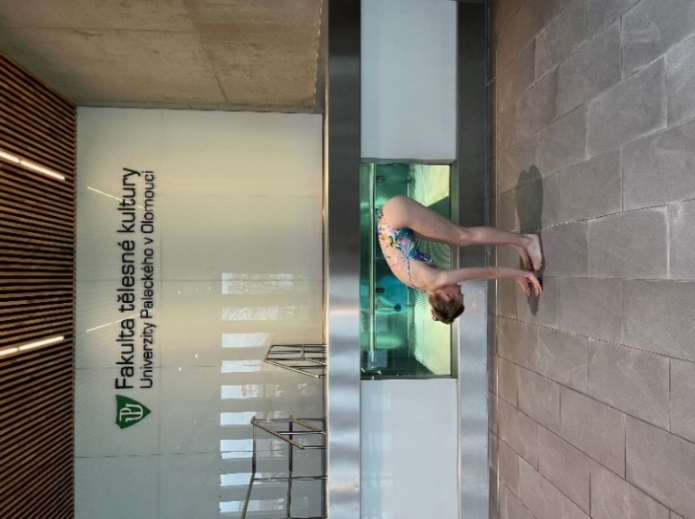 Fakulta tělesné kultury
Univerzity Palackého v Olomouci